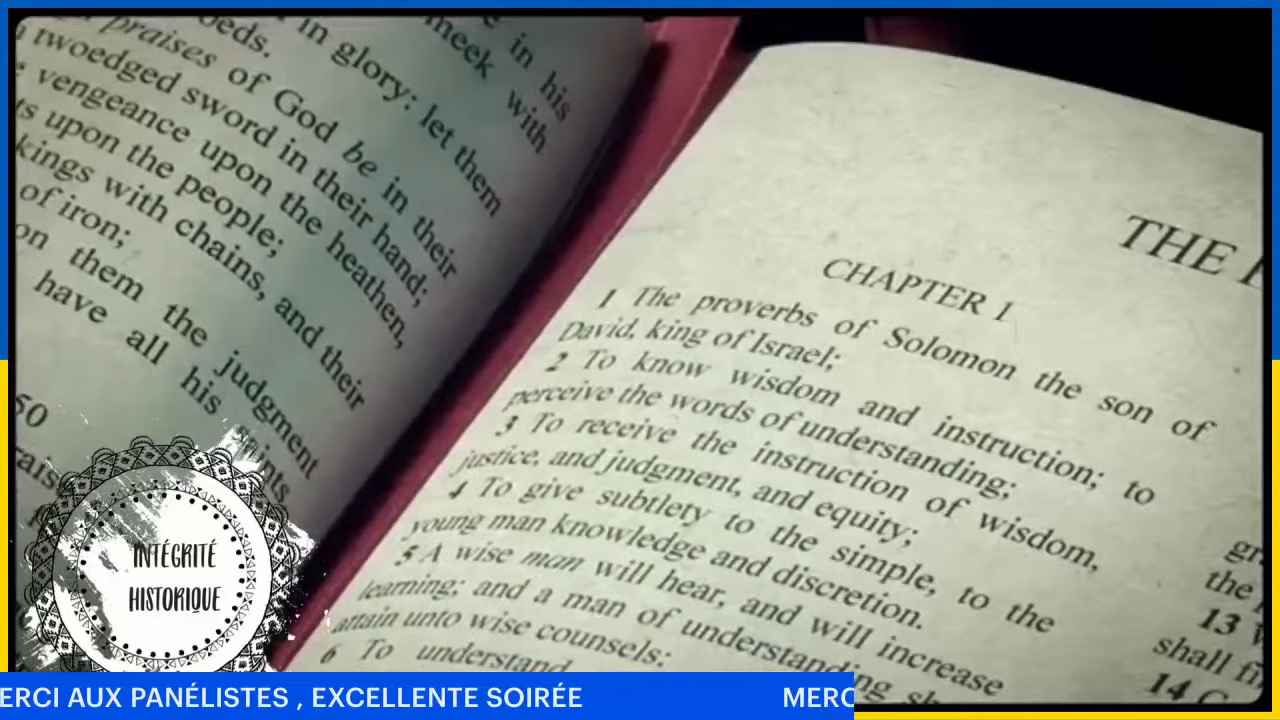 in his
meek with
in glory: let them
praises of God be in their
twoedged sword in their hand;
vengeance upon the heathen,
upon the people;
kings with chains, and their
of iron;
on them the judgment
have all his saints
50
THE
CHAPTER 1
1 The proverbs of Solomon the son of
David, king of Israel;
2 To know wisdom and instruction; to
perceive the words of understanding;
3 To receive the instruction of wisdom,
justice, and judgment, and equity;
4 To give subtlety to the simple, to the
young man knowledge and discretion.
5 A wise man will hear, and will increase
learning; and a man of understanding
attain unto wise counsels:
6 To understand
the
13
shall
14
INTÉGRITÉ
HISTORIQUE
ERCI AUX PANÉLISTES , EXCELLENTE SOIRÉE MERC